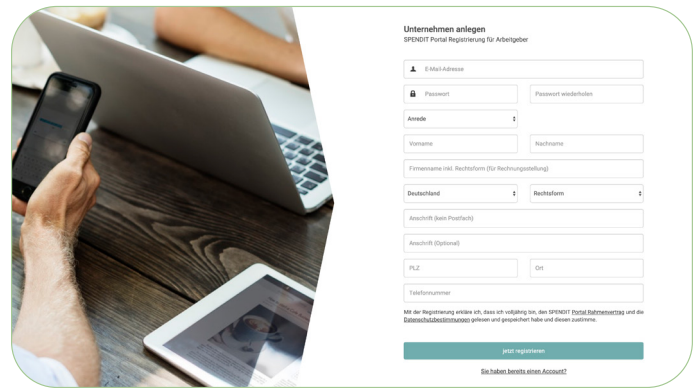 Unternehmen anlegen
SPENDIT Portal Registrierung für Arbeitgeber
E-Mail-Adresse
Passwort
Passwort wiederholen
Anrede
Vorname
Nachname
Firmenname inkl. Rechtsform (für Rechnungsstellung)
Deutschland
Rechtsform
Anschrift (kein Postfach)
Anschrift (Optional)
PLZ
Ort
Telefonnummer
Mit der Registrierung erkläre ich, dass ich volljährig bin, den SPENDIT Portal Rahmenvertrag und die
Datenschutzbestimmungen gelesen und gespeichert habe und diesen zustimme.
jetzt registrieren
Sie haben bereits einen Account?